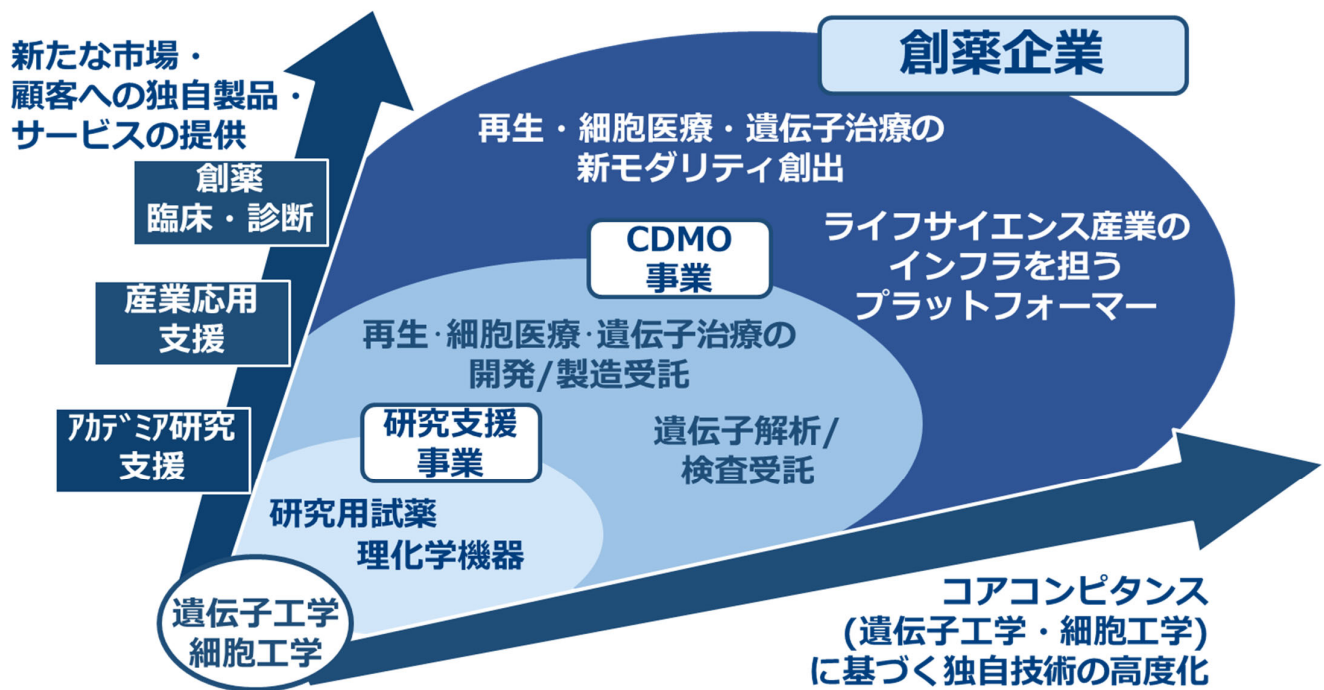 新たな市場・
顧客への独自製品・
サービスの提供
創薬
臨床・診断
産業応用
支援
ｱｶﾃﾞﾐｱ研究
支援
創薬企業
再生・細胞医療・遺伝子治療の
新モダリティ創出
ライフサイエンス産業の
インフラを担う
プラットフォーマー
CDMO
事業
再生･細胞医療･遺伝子治療の
開発/製造受託
遺伝子解析/
検査受託
研究支援
事業
研究用試薬
理化学機器
遺伝子工学
細胞工学
コアコンピタンス
(遺伝子工学・細胞工学)
に基づく独自技術の高度化